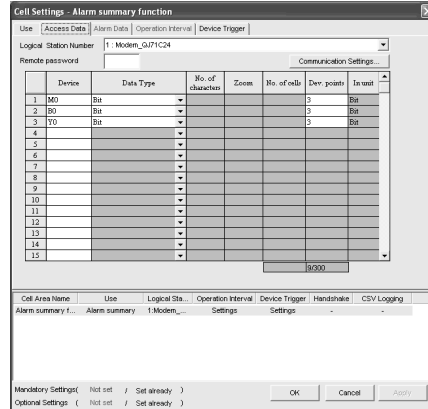 Cell Settings - Alarm summary function
Use Access Data Alarm Data Operation Interval Device Trigger
Logical Station Number 1 : Modem_QJ71C24
Remote password Communication Settings...
Device Data Type No. of characters Zoom No. of cells Dev. points In unit
1 M0 Bit 3 Bit
2 B0 Bit 3 Bit
3 Y0 Bit 3 Bit
4
5
6
7
8
9
10
11
12
13
14
15
9/300
Cell Area Name Use Logical Sta... Operation Interval Device Trigger Handshake CSV Logging
Alarm summary f... Alarm summary 1:Modem_... Settings Settings - -
Mandatory Settings( Not set / Set already )
Optional Settings ( Not set / Set already )
OK Cancel Apply